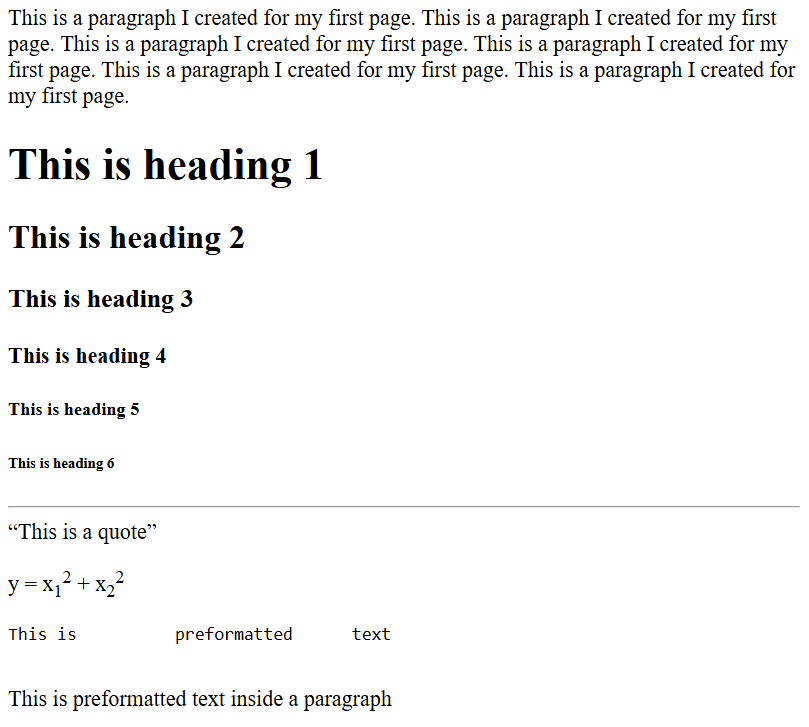 This is a paragraph I created for my first page. This is a paragraph I created for my first
page. This is a paragraph I created for my first page. This is a paragraph I created for my
first page. This is a paragraph I created for my first page. This is a paragraph I created for
my first page.
This is heading 1
This is heading 2
This is heading 3
This is heading 4
This is heading 5
This is heading 6
“This is a quote”
y = x₁² + x₂²
This is          preformatted      text
This is preformatted text inside a paragraph